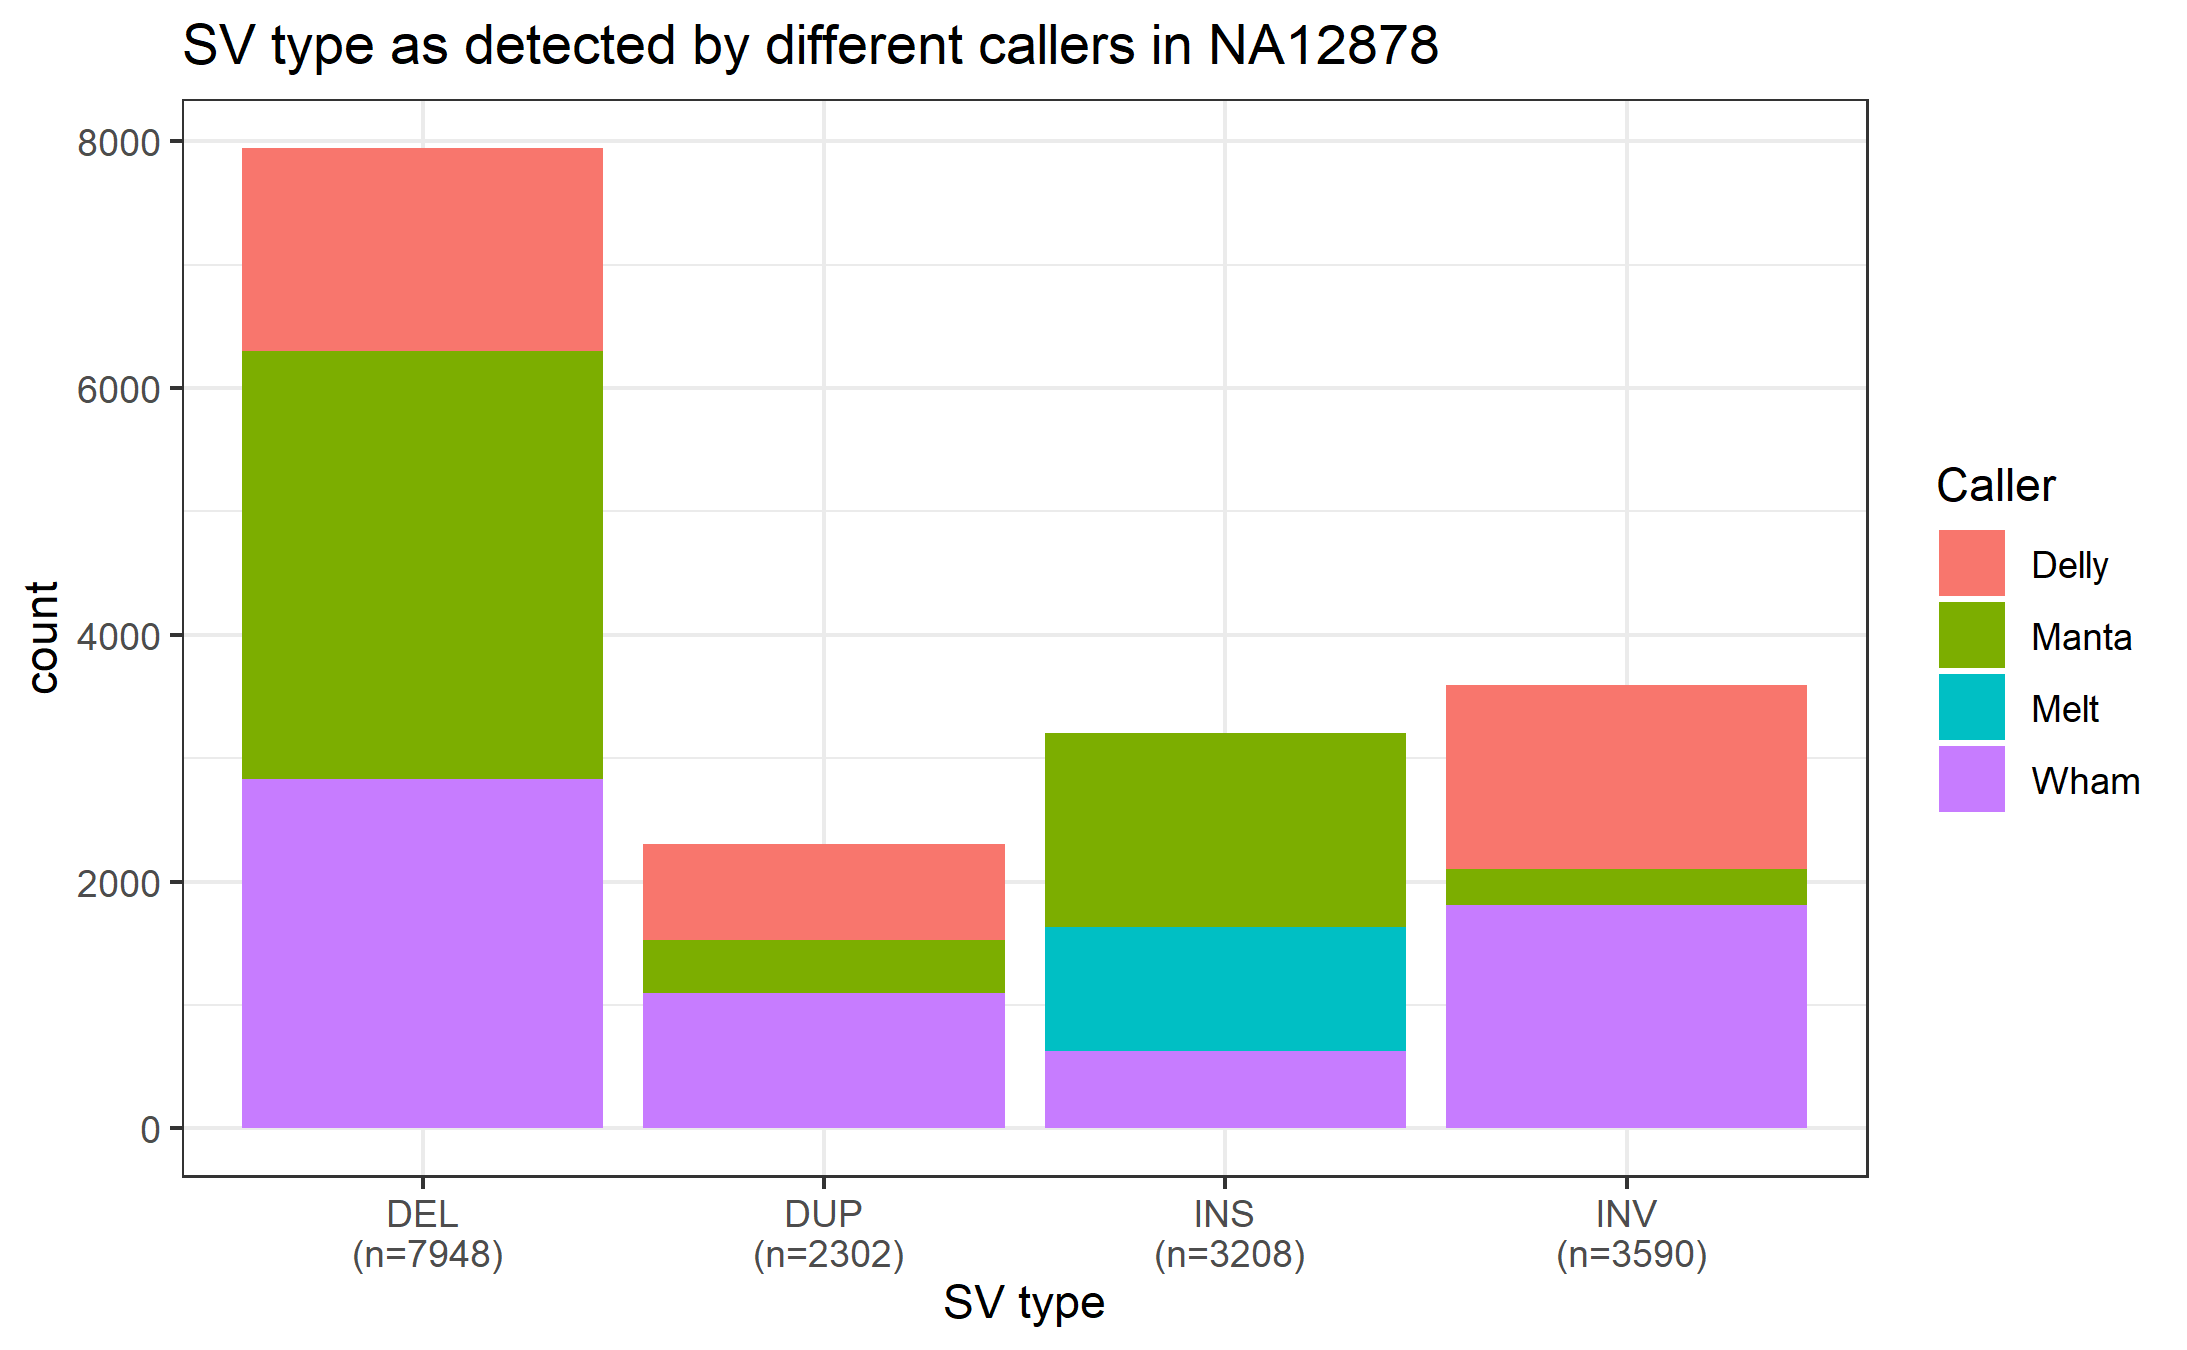 SV type as detected by different callers in NA12878
8000
6000
4000
2000
0
count
DEL
(n=7948)
DUP
(n=2302)
INS
(n=3208)
INV
(n=3590)
SV type
Caller
Delly
Manta
Melt
Wham